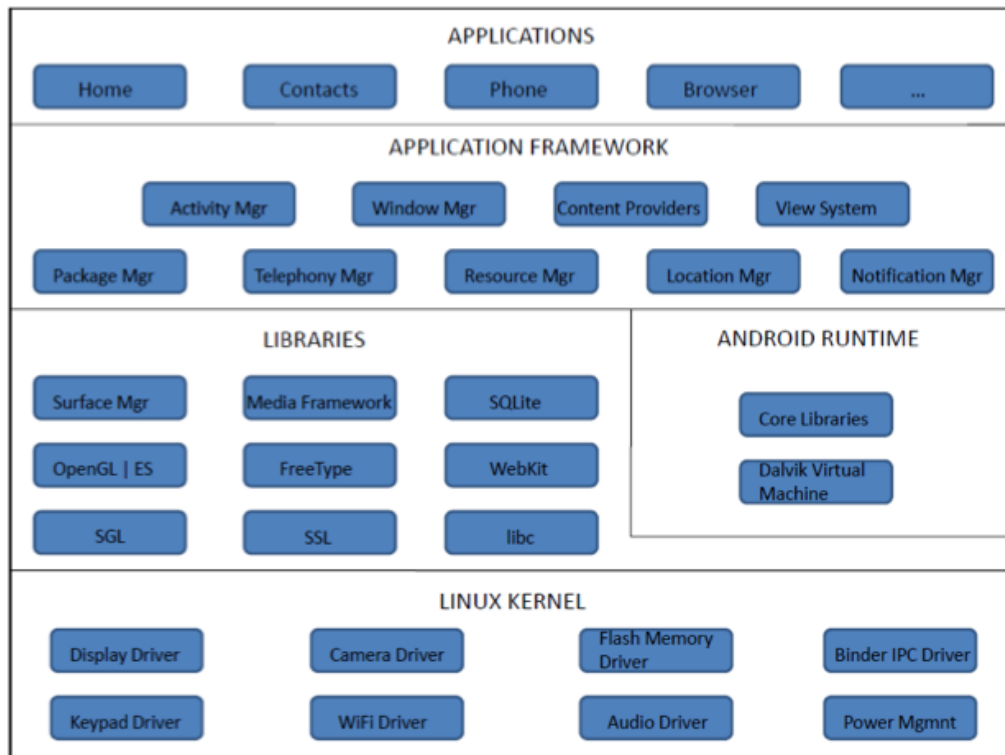 APPLICATIONS
Home
Contacts
Phone
Browser
...
APPLICATION FRAMEWORK
Activity Mgr
Window Mgr
Content Providers
View System
Package Mgr
Telephony Mgr
Resource Mgr
Location Mgr
Notification Mgr
LIBRARIES
Surface Mgr
Media Framework
SQLite
OpenGL | ES
FreeType
WebKit
SGL
SSL
libc
ANDROID RUNTIME
Core Libraries
Dalvik Virtual
Machine
LINUX KERNEL
Display Driver
Camera Driver
Flash Memory
Driver
Binder IPC Driver
Keypad Driver
WiFi Driver
Audio Driver
Power Mgmnt